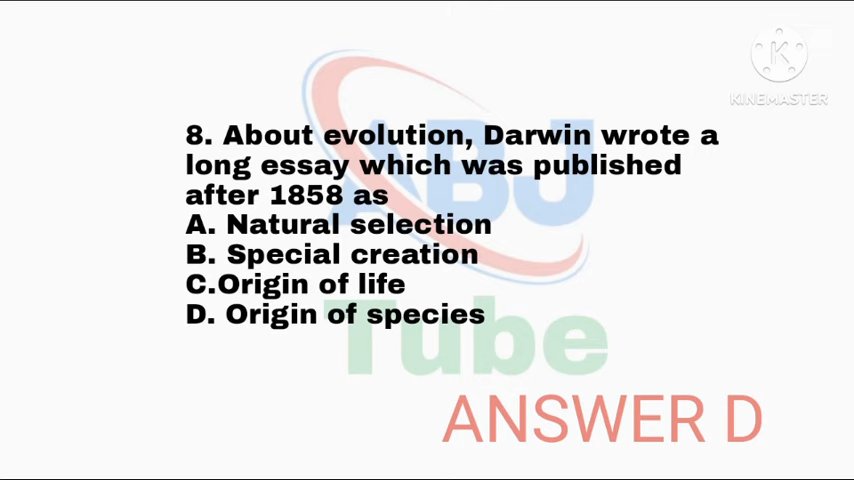 KINEMASTER
8. About evolution, Darwin wrote a
long essay which was published
after 1858 as
A. Natural selection
B. Special creation
C.Origin of life
D. Origin of species
ABJ
Tube
ANSWER D